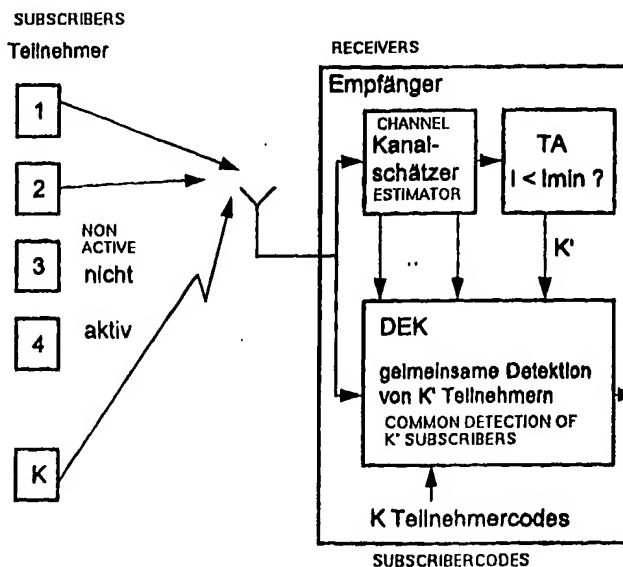 SUBSCRIBERS
Teilnehmer
1
2
NON
ACTIVE
3
nicht
4
aktiv
K
RECEIVERS
Empfänger
CHANNEL
Kanal-
schätzer
ESTIMATOR
TA
I < Imin ?
K'
..
DEK
gelmeinsame Detektion
von K' Teilnehmern
COMMON DETECTION OF
K' SUBSCRIBERS
K Teilnehmercodes
SUBSCRIBERCODES